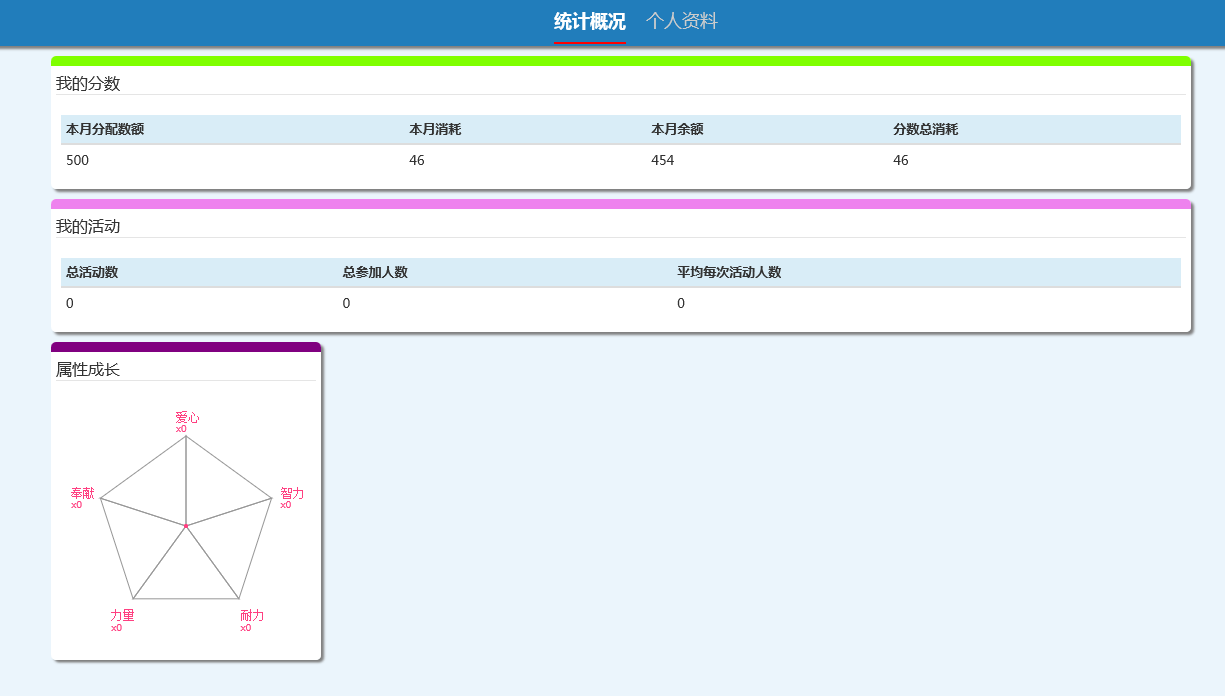 统计概况 个人资料
我的分数
本月分配数额 本月消耗 本月余额 分数总消耗
500 46 454 46
我的活动
总活动数 总参加人数 平均每次活动人数
0 0 0
属性成长
爱心
x0
奉献 智力
x0 x0
力量 耐力
x0 x0